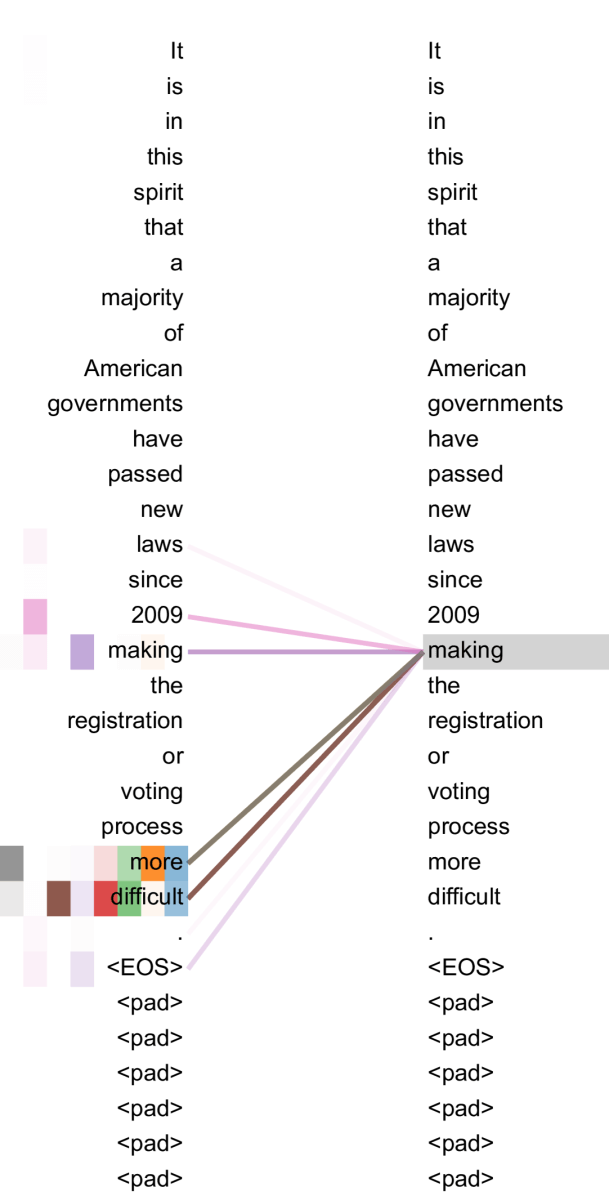 It It
is is
in in
this this
spirit spirit
that that
a a
majority majority
of of
American American
governments governments
have have
passed passed
new new
laws laws
since since
2009 2009
making making
the the
registration registration
or or
voting voting
process process
more more
difficult difficult
. .
<EOS> <EOS>
<pad> <pad>
<pad> <pad>
<pad> <pad>
<pad> <pad>
<pad> <pad>
<pad> <pad>